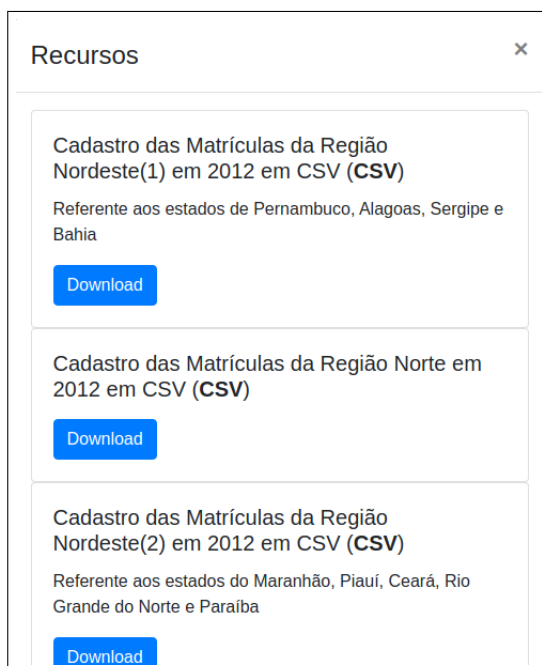 Recursos
×
Cadastro das Matrículas da Região
Nordeste(1) em 2012 em CSV (CSV)
Referente aos estados de Pernambuco, Alagoas, Sergipe e
Bahia
Download
Cadastro das Matrículas da Região Norte em
2012 em CSV (CSV)
Download
Cadastro das Matrículas da Região
Nordeste(2) em 2012 em CSV (CSV)
Referente aos estados do Maranhão, Piauí, Ceará, Rio
Grande do Norte e Paraíba
Download